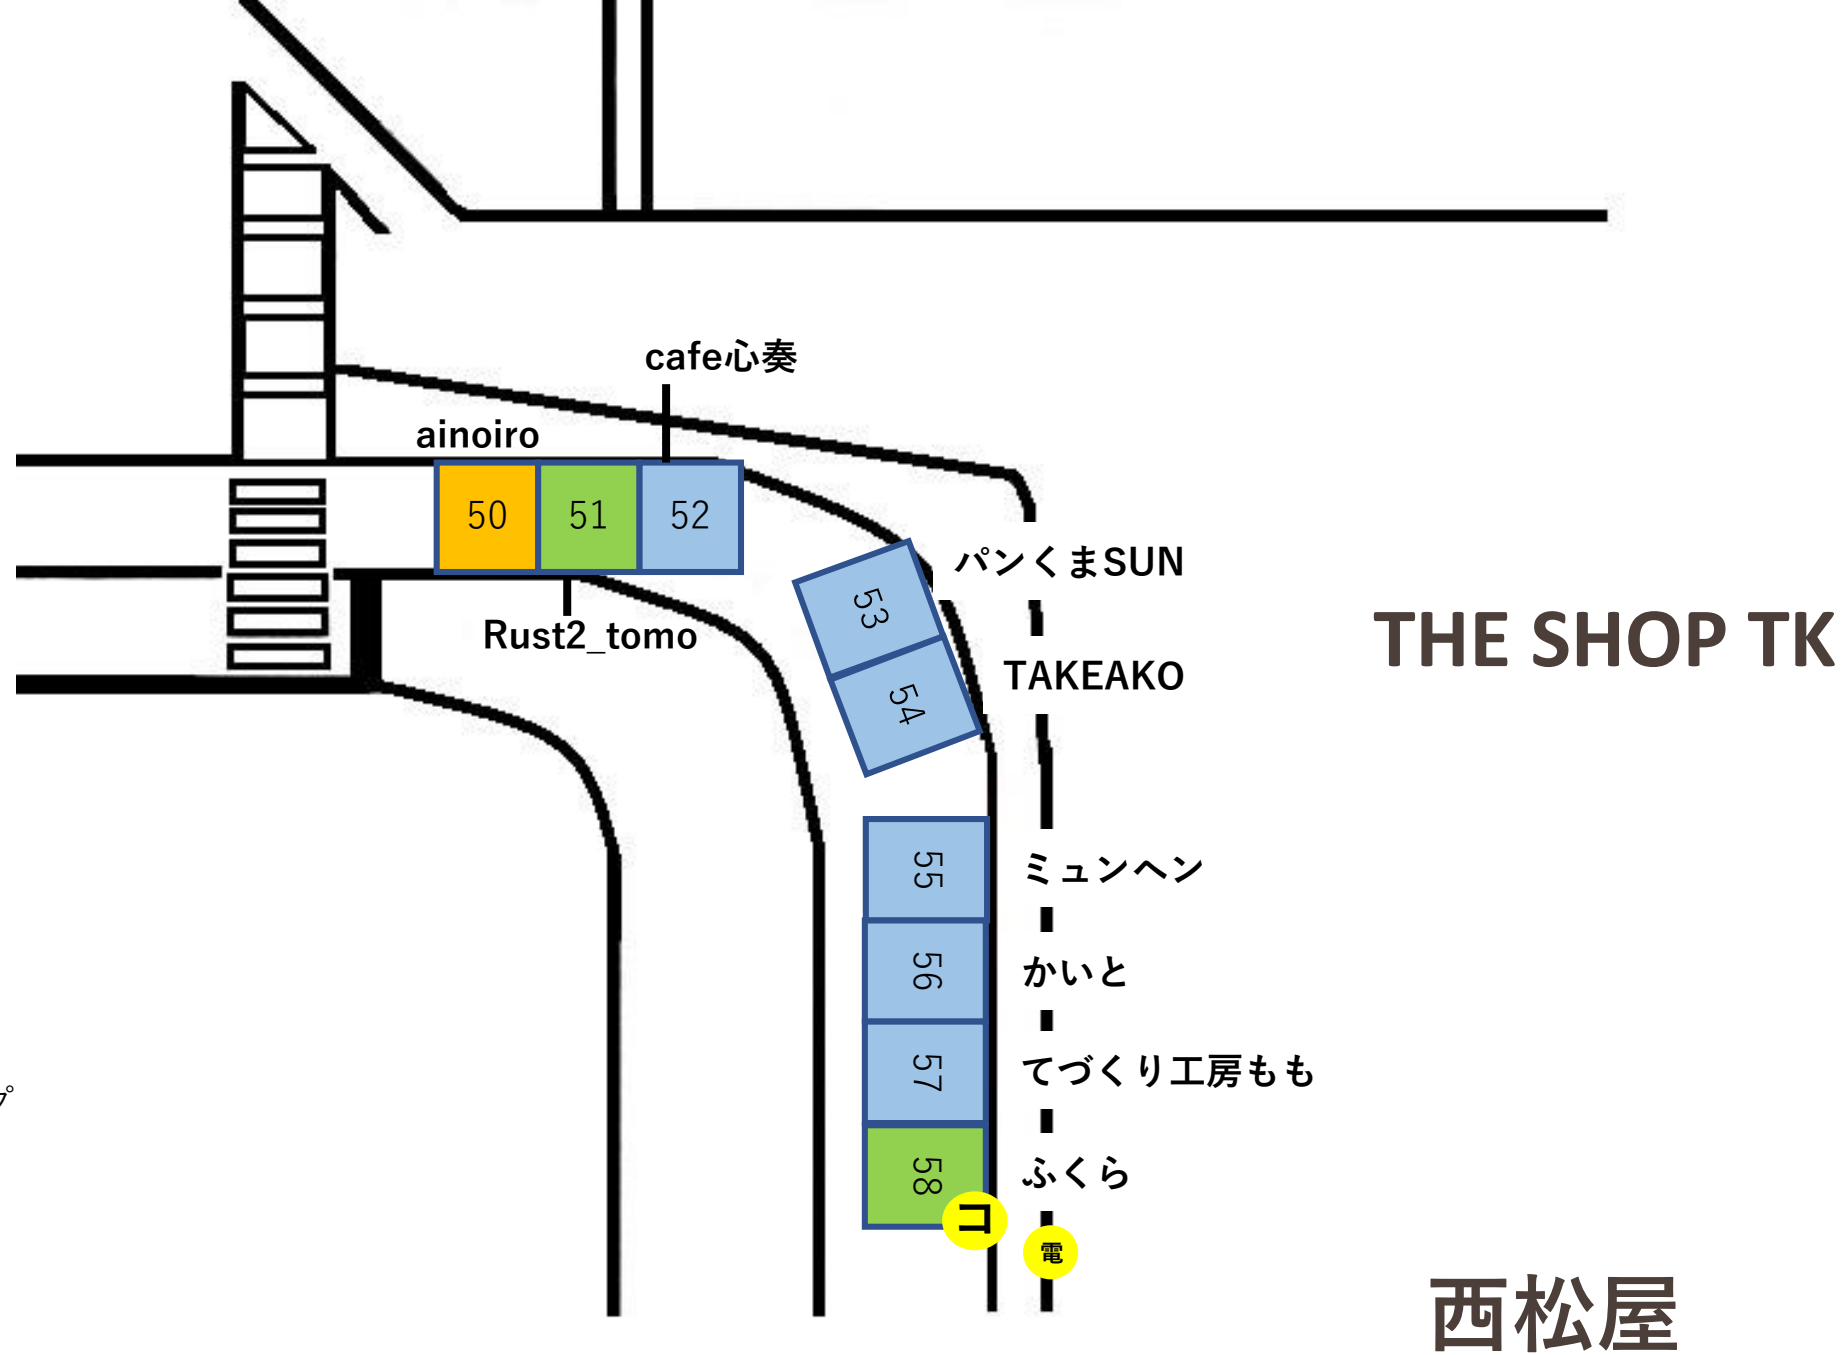 cafe心奏
ainoiro
50
51
52
Rust2_tomo
パンくまSUN
53
THE SHOP TK
TAKEAKO
54
55
ミュンヘン
56
かいと
57
てづくり工房もも
プ
58
ふくら
コ
電
西松屋